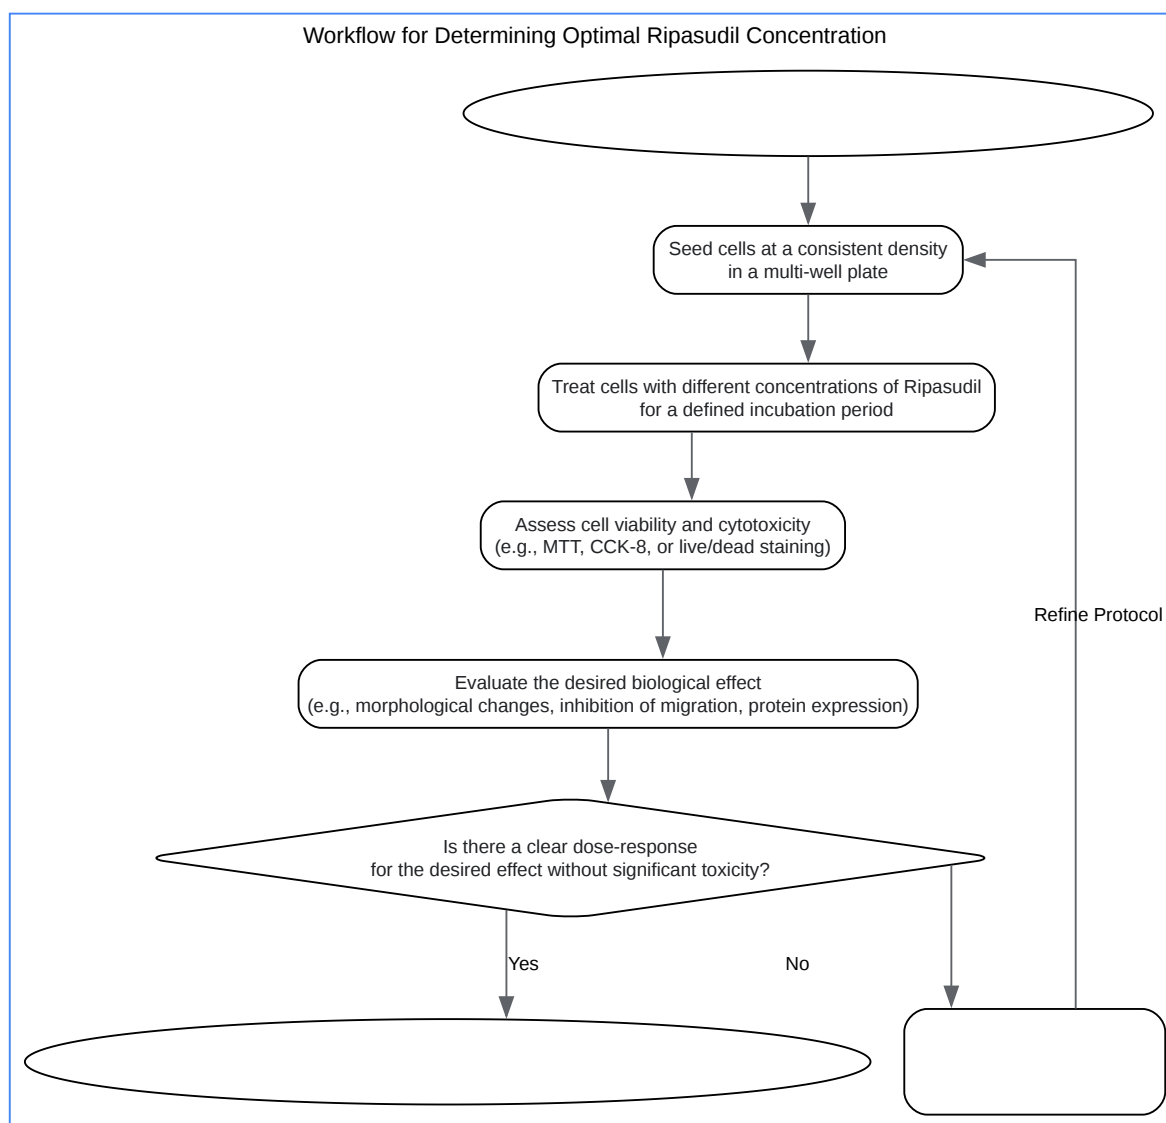 Workflow for Determining Optimal Ripasudil Concentration
Seed cells at a consistent density
in a multi-well plate
Treat cells with different concentrations of Ripasudil
for a defined incubation period
Assess cell viability and cytotoxicity
(e.g., MTT, CCK-8, or live/dead staining)
Refine Protocol
Evaluate the desired biological effect
(e.g., morphological changes, inhibition of migration, protein expression)
Is there a clear dose-response
for the desired effect without significant toxicity?
Yes
No